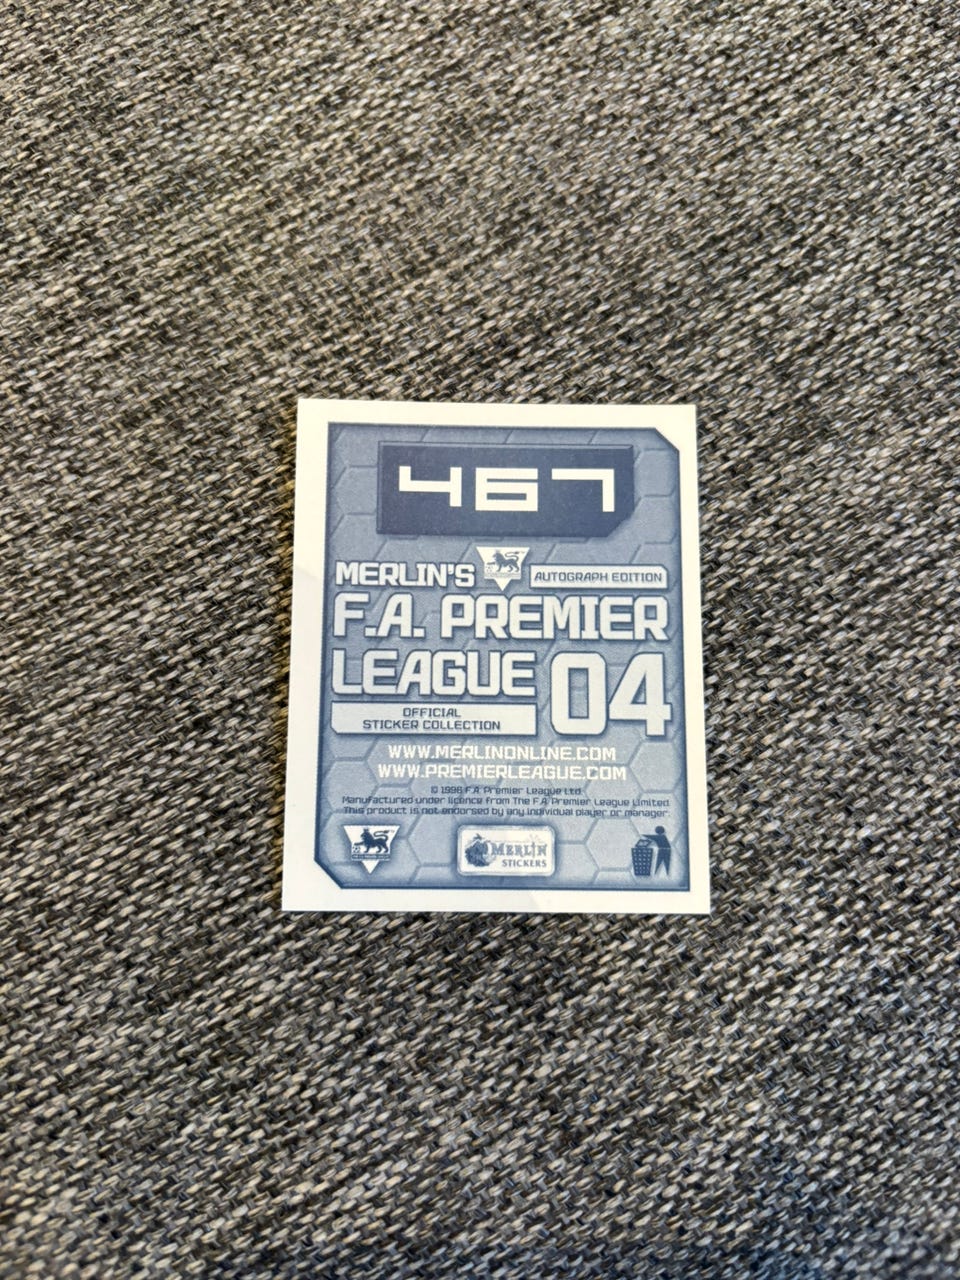 467
MERLIN'S AUTOGRAPH EDITION
F.A. PREMIER
LEAGUE 04
OFFICIAL
STICKER COLLECTION
WWW.MERLINONLINE.COM
WWW.PREMIERLEAGUE.COM
© 1996 F.A. Premier League Ltd.
Manufactured under licence from The F.A. Premier League Limited.
This product is not endorsed by any individual player or manager.
MERLIN
STICKERS